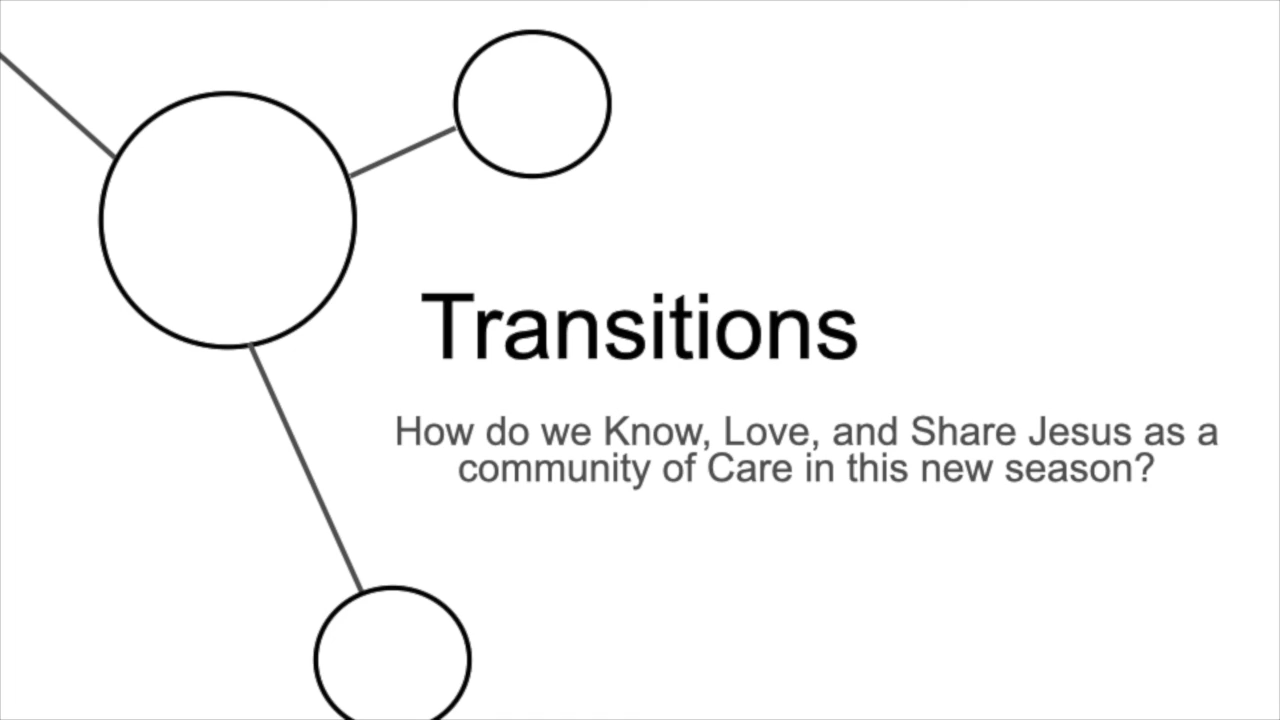 Transitions
How do we Know, Love, and Share Jesus as a
community of Care in this new season?